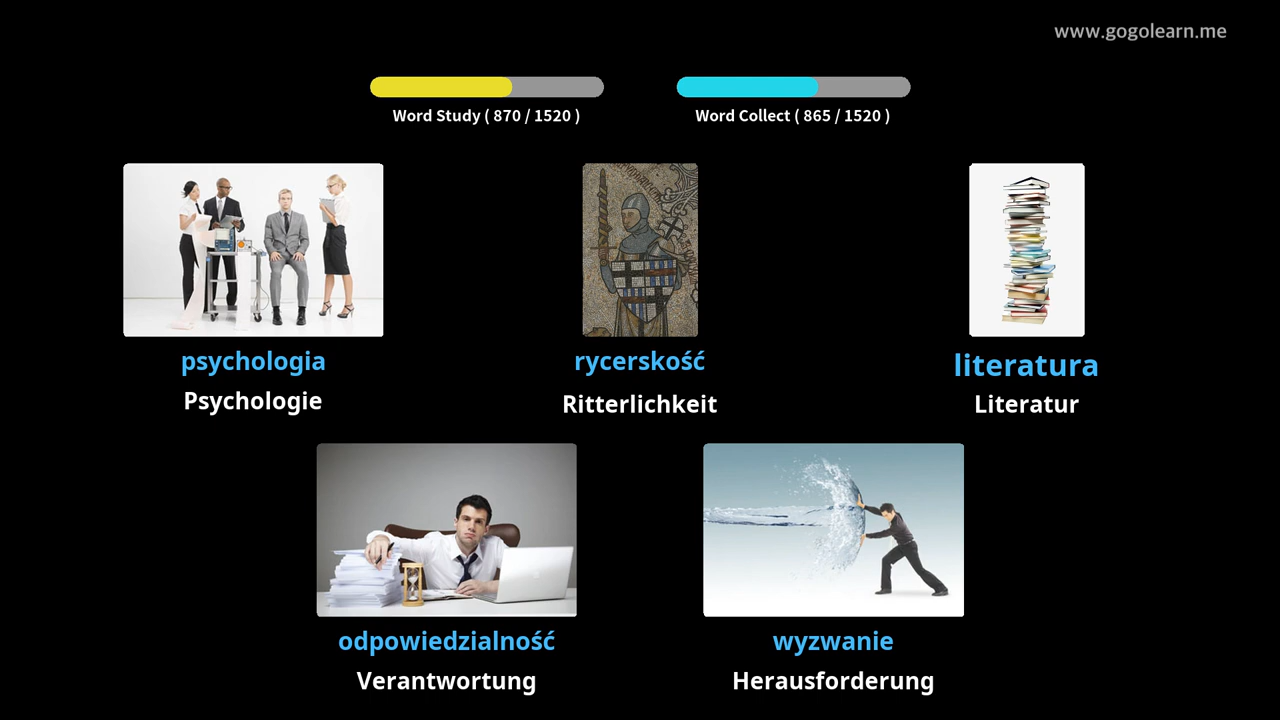 www.gogolearn.me
Word Study ( 870 / 1520 )
Word Collect ( 865 / 1520 )
psychologia
rycerskość
literatura
Psychologie
Ritterlichkeit
Literatur
odpowiedzialność
wyzwanie
Verantwortung
Herausforderung